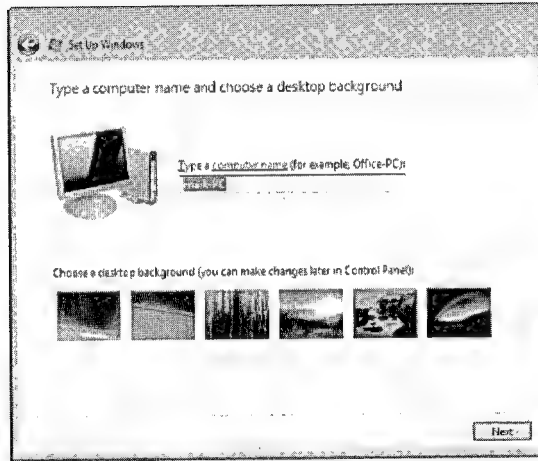 Set Up Windows
Type a computer name and choose a desktop background
Type a computer name (for example, Office-PC):
Choose a desktop background (you can make changes later in Control Panel):
Next